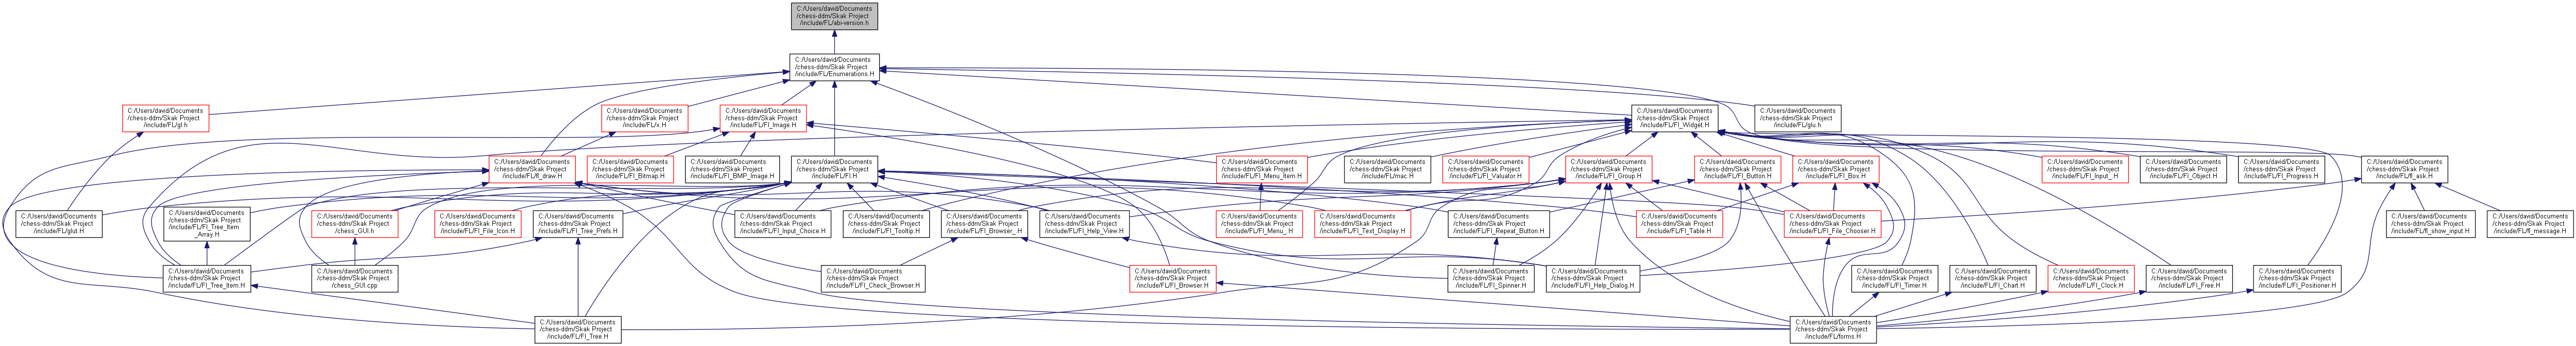 C:/Users/david/Documents
/chess-ddm/Skak Project
/include/FL/abi-version.h
C:/Users/david/Documents
/chess-ddm/Skak Project
/include/FL/Enumerations.H
C:/Users/david/Documents
/chess-ddm/Skak Project
/include/FL/gl.h
C:/Users/david/Documents
/chess-ddm/Skak Project
/include/FL/x.H
C:/Users/david/Documents
/chess-ddm/Skak Project
/include/FL/Fl_Image.H
C:/Users/david/Documents
/chess-ddm/Skak Project
/include/FL/Fl_Widget.H
C:/Users/david/Documents
/chess-ddm/Skak Project
/include/FL/glu.h
C:/Users/david/Documents
/chess-ddm/Skak Project
/include/FL/fl_draw.H
C:/Users/david/Documents
/chess-ddm/Skak Project
/include/FL/Fl_Bitmap.H
C:/Users/david/Documents
/chess-ddm/Skak Project
/include/FL/Fl_BMP_Image.H
C:/Users/david/Documents
/chess-ddm/Skak Project
/include/FL/Fl.H
C:/Users/david/Documents
/chess-ddm/Skak Project
/include/FL/Fl_Menu_Item.H
C:/Users/david/Documents
/chess-ddm/Skak Project
/include/FL/mac.H
C:/Users/david/Documents
/chess-ddm/Skak Project
/include/FL/Fl_Valuator.H
C:/Users/david/Documents
/chess-ddm/Skak Project
/include/FL/Fl_Group.H
C:/Users/david/Documents
/chess-ddm/Skak Project
/include/FL/Fl_Button.H
C:/Users/david/Documents
/chess-ddm/Skak Project
/include/FL/Fl_Box.H
C:/Users/david/Documents
/chess-ddm/Skak Project
/include/FL/Fl_Input_.H
C:/Users/david/Documents
/chess-ddm/Skak Project
/include/FL/Fl_Object.H
C:/Users/david/Documents
/chess-ddm/Skak Project
/include/FL/Fl_Progress.H
C:/Users/david/Documents
/chess-ddm/Skak Project
/include/FL/fl_ask.H
C:/Users/david/Documents
/chess-ddm/Skak Project
/include/FL/glut.H
C:/Users/david/Documents
/chess-ddm/Skak Project
/include/FL/Fl_Tree_Item
_Array.H
C:/Users/david/Documents
/chess-ddm/Skak Project
/chess_GUI.h
C:/Users/david/Documents
/chess-ddm/Skak Project
/include/FL/Fl_File_Icon.H
C:/Users/david/Documents
/chess-ddm/Skak Project
/include/FL/Fl_Tree_Prefs.H
C:/Users/david/Documents
/chess-ddm/Skak Project
/include/FL/Fl_Input_Choice.H
C:/Users/david/Documents
/chess-ddm/Skak Project
/include/FL/Fl_Tooltip.H
C:/Users/david/Documents
/chess-ddm/Skak Project
/include/FL/Fl_Browser_.H
C:/Users/david/Documents
/chess-ddm/Skak Project
/include/FL/Fl_Help_View.H
C:/Users/david/Documents
/chess-ddm/Skak Project
/include/FL/Fl_Menu_.H
C:/Users/david/Documents
/chess-ddm/Skak Project
/include/FL/Fl_Text_Display.H
C:/Users/david/Documents
/chess-ddm/Skak Project
/include/FL/Fl_Repeat_Button.H
C:/Users/david/Documents
/chess-ddm/Skak Project
/include/FL/Fl_Table.H
C:/Users/david/Documents
/chess-ddm/Skak Project
/include/FL/Fl_File_Chooser.H
C:/Users/david/Documents
/chess-ddm/Skak Project
/include/FL/fl_show_input.H
C:/Users/david/Documents
/chess-ddm/Skak Project
/include/FL/fl_message.H
C:/Users/david/Documents
/chess-ddm/Skak Project
/include/FL/Fl_Tree_Item.H
C:/Users/david/Documents
/chess-ddm/Skak Project
/chess_GUI.cpp
C:/Users/david/Documents
/chess-ddm/Skak Project
/include/FL/Fl_Check_Browser.H
C:/Users/david/Documents
/chess-ddm/Skak Project
/include/FL/Fl_Browser.H
C:/Users/david/Documents
/chess-ddm/Skak Project
/include/FL/Fl_Spinner.H
C:/Users/david/Documents
/chess-ddm/Skak Project
/include/FL/Fl_Help_Dialog.H
C:/Users/david/Documents
/chess-ddm/Skak Project
/include/FL/Fl_Timer.H
C:/Users/david/Documents
/chess-ddm/Skak Project
/include/FL/Fl_Chart.H
C:/Users/david/Documents
/chess-ddm/Skak Project
/include/FL/Fl_Clock.H
C:/Users/david/Documents
/chess-ddm/Skak Project
/include/FL/Fl_Free.H
C:/Users/david/Documents
/chess-ddm/Skak Project
/include/FL/Fl_Positioner.H
C:/Users/david/Documents
/chess-ddm/Skak Project
/include/FL/Fl_Tree.H
C:/Users/david/Documents
/chess-ddm/Skak Project
/include/FL/forms.H